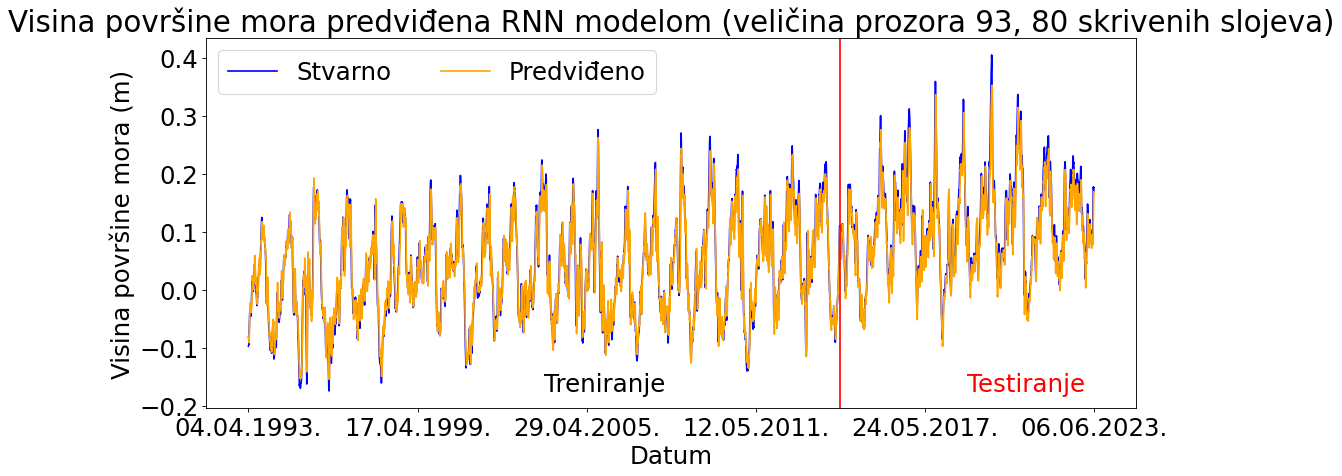 Visina površine mora predviđena RNN modelom (veličina prozora 93, 80 skrivenih slojeva)
Stvarno
Predviđeno
Visina površine mora (m)
0.4
0.3
0.2
0.1
0.0
−0.1
−0.2
Treniranje
Testiranje
04.04.1993.
17.04.1999.
29.04.2005.
12.05.2011.
24.05.2017.
06.06.2023.
Datum